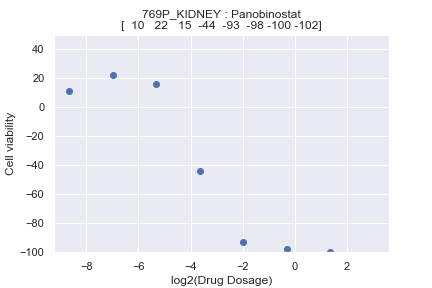 769P_KIDNEY : Panobinostat
[ 10 22 15 -44 -93 -98 -100 -102]
40
20
0
−20
−40
−60
−80
−100
Cell viability
−8 −6 −4 −2 0 2
log2(Drug Dosage)